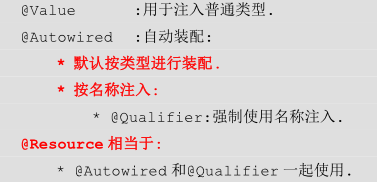 @Value :用于注入普通类型.
@Autowired :自动装配:
* 默认按类型进行装配.
* 按名称注入:
* @Qualifier:强制使用名称注入.
@Resource 相当于:
* @Autowired 和@Qualifier 一起使用.